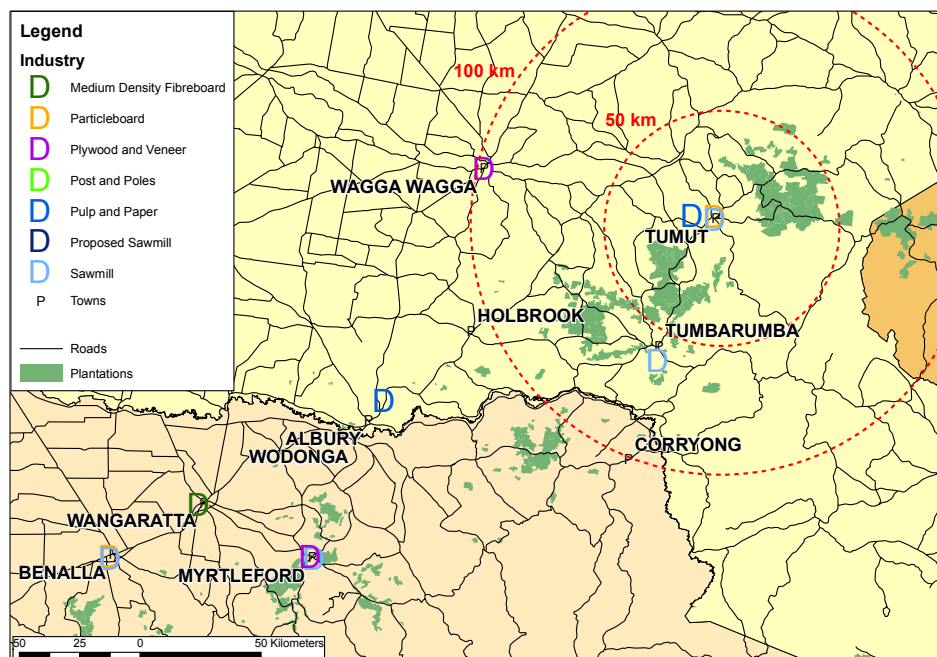 Legend
Industry
D Medium Density Fibreboard
D Particleboard
D Plywood and Veneer
D Post and Poles
D Pulp and Paper
D Proposed Sawmill
D Sawmill
P Towns
Roads
Plantations
100 km
50 km
WAGGA WAGGA
TUMUT
HOLBROOK
TUMBARUMBA
ALBURY
WODONGA
CORRYONG
WANGARATTA
BENALLA
MYRTLEFORD
50 25 0 50 Kilometers